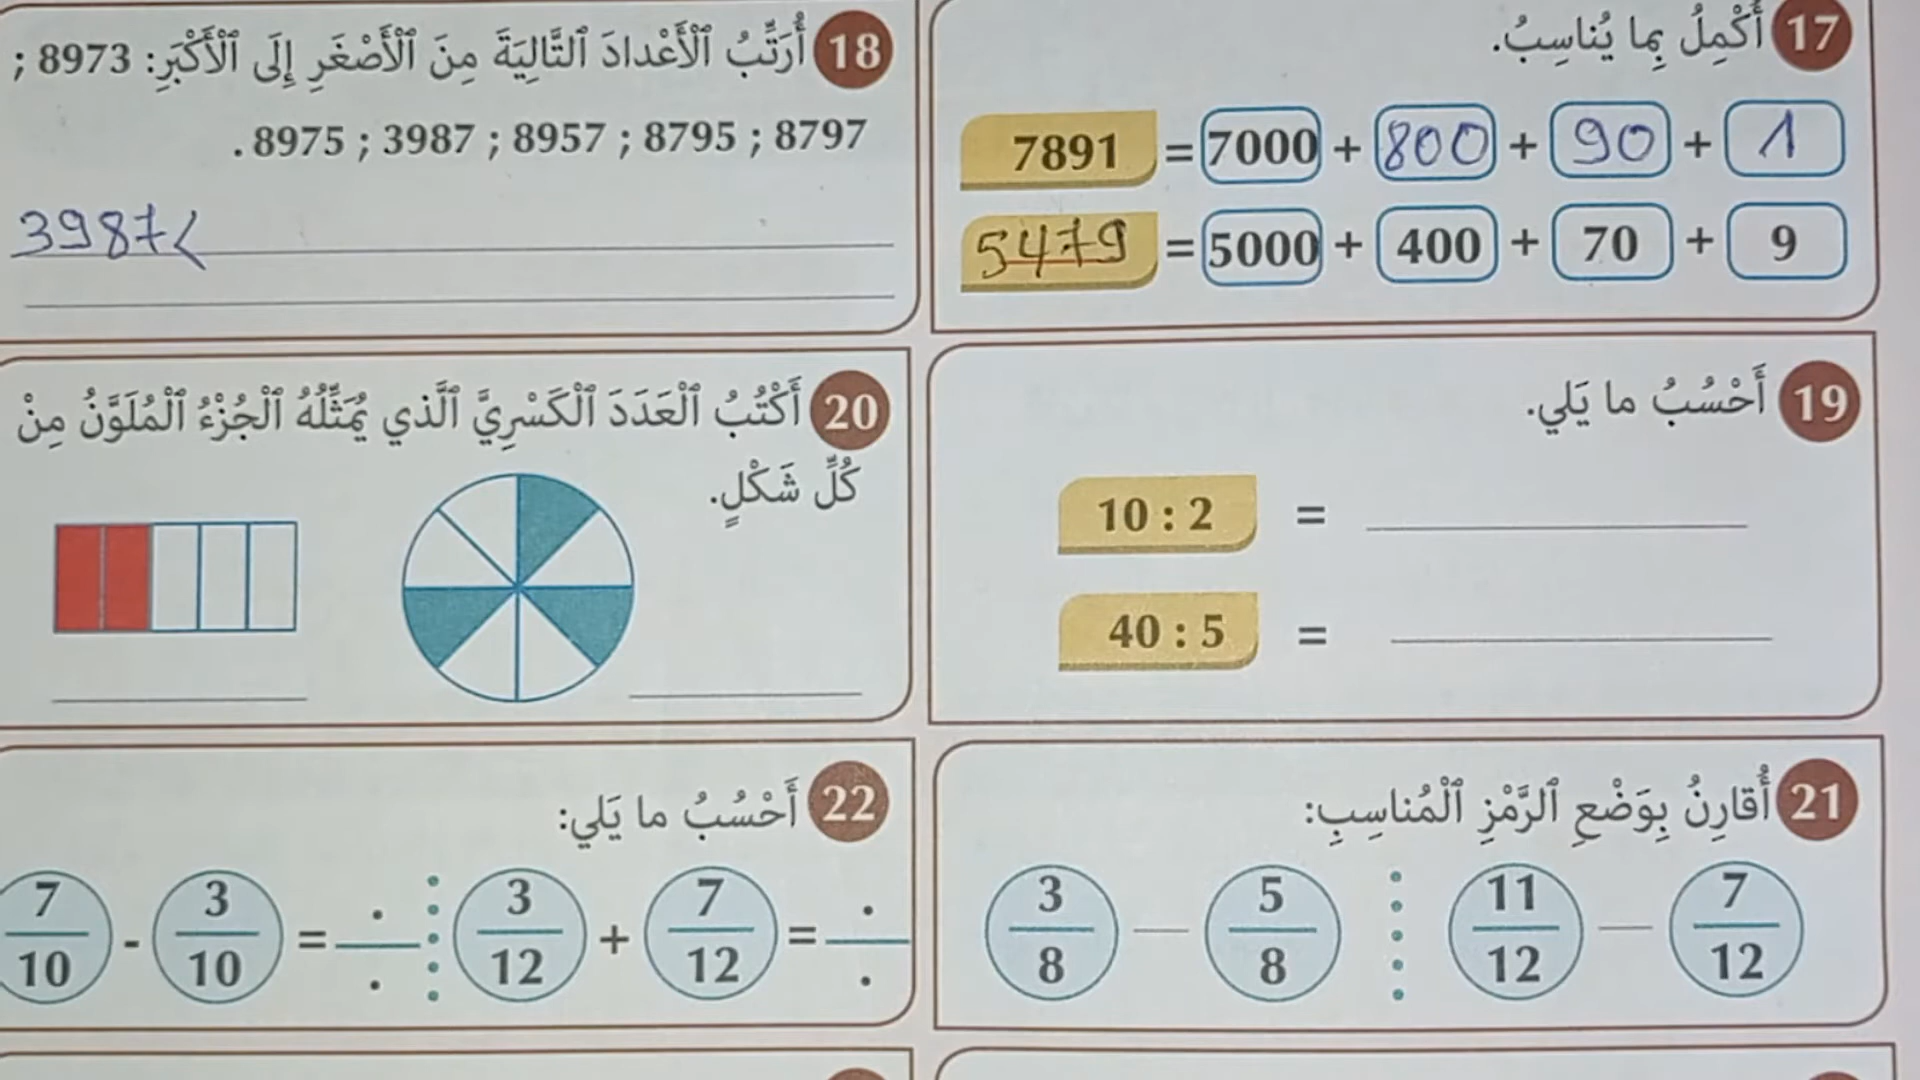 17 أَكْمِلُ بِما يُناسِبُ.
7891 = 7000 + 800 + 90 + 1
5479 = 5000 + 400 + 70 + 9
18 أُرَتِّبُ ٱلْأَعْدادَ ٱلتَّالِيَةَ مِنَ ٱلْأَصْغَرِ إِلَى ٱلْأَكْبَرِ: 8973 ;
. 8975 ; 3987 ; 8957 ; 8795 ; 8797
3987 <
19 أَحْسُبُ ما يَلي.
10 : 2 =
40 : 5 =
20 أَكْتُبُ ٱلْعَدَدَ ٱلْكَسْرِيَّ ٱلَّذي يُمَثِّلُهُ ٱلْجُزْءُ ٱلْمُلَوَّنُ مِنْ
كُلِّ شَكْلٍ.
21 أُقارِنُ بِوَضْعِ ٱلرَّمْزِ ٱلْمُناسِبِ:
3/8 __ 5/8 11/12 __ 7/12
22 أَحْسُبُ ما يَلي:
7/10 - 3/10 = ./. 3/12 + 7/12 = ./.